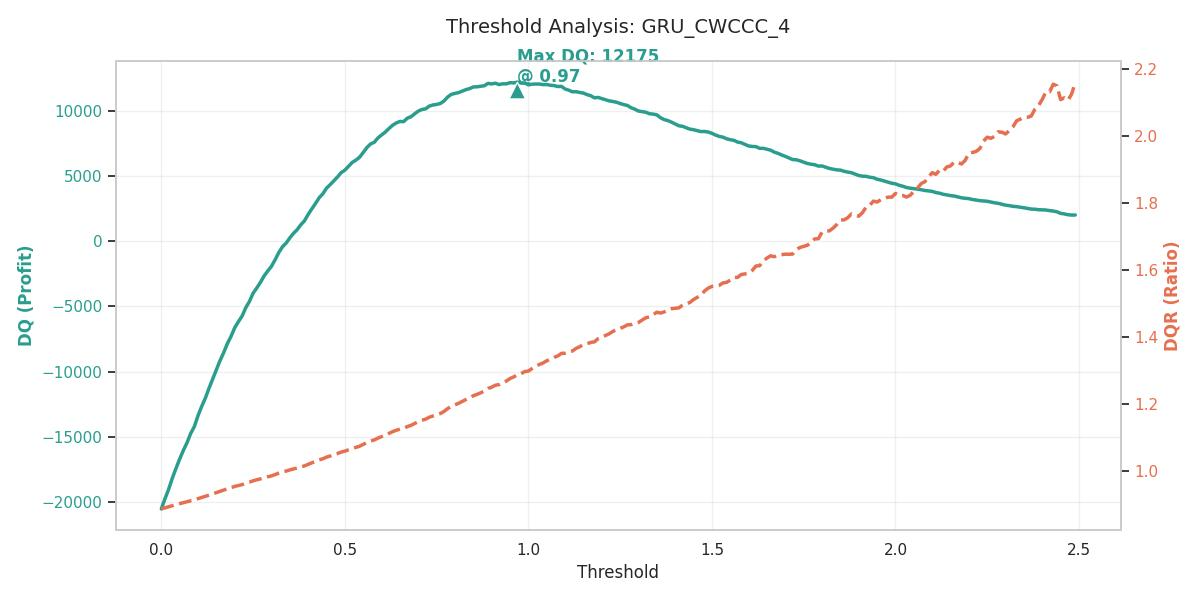 Threshold Analysis: GRU_CWCCC_4
Max DQ: 12175
@ 0.97
DQ (Profit)
10000
5000
0
−5000
−10000
−15000
−20000
2.2
2.0
1.8
1.6
1.4
1.2
1.0
DQR (Ratio)
0.0 0.5 1.0 1.5 2.0 2.5
Threshold